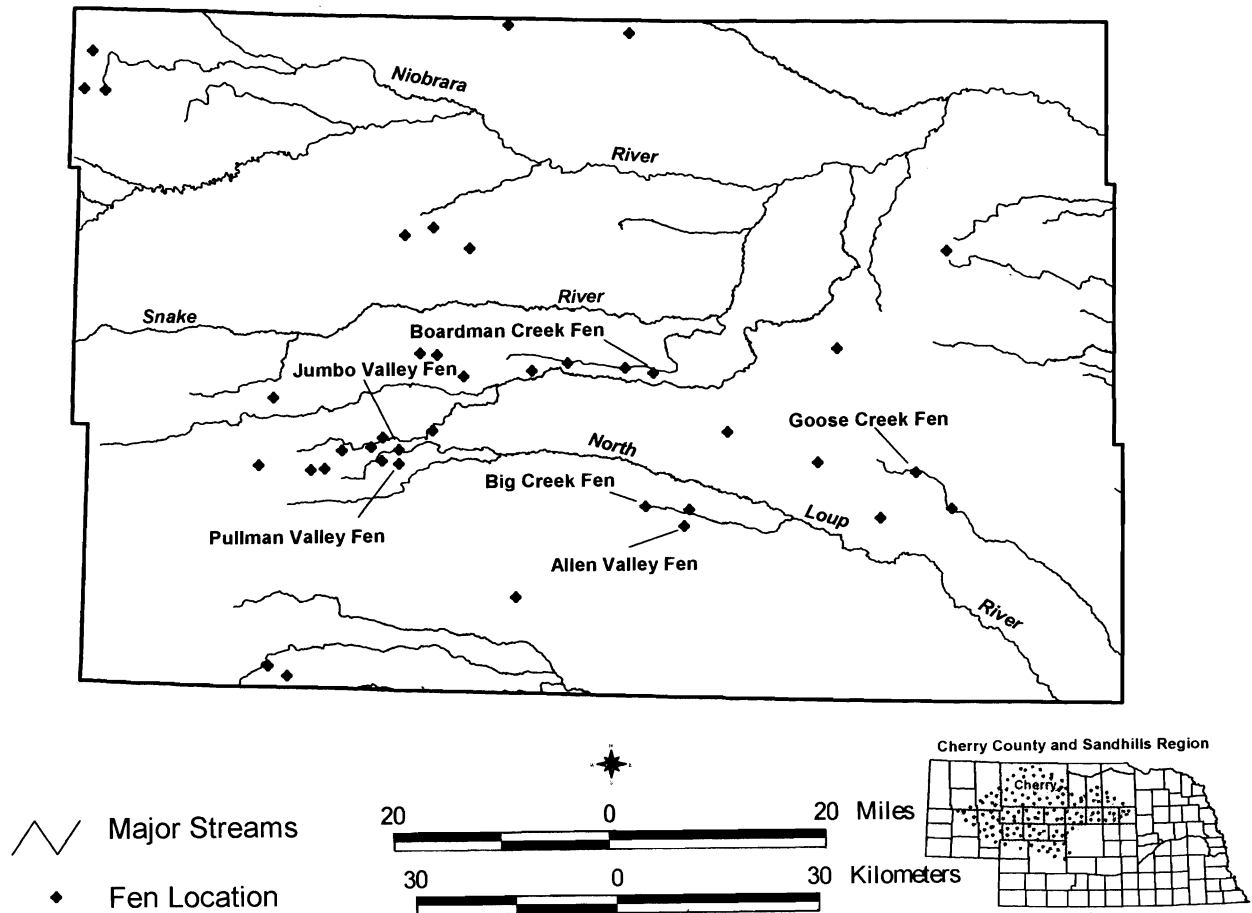 Niobrara
River
River
Snake
Boardman Creek Fen
Jumbo Valley Fen
Goose Creek Fen
North
Big Creek Fen
Loup
Pullman Valley Fen
Allen Valley Fen
River
Cherry County and Sandhills Region
Cherry
Major Streams
20 0 20 Miles
Fen Location
30 0 30 Kilometers